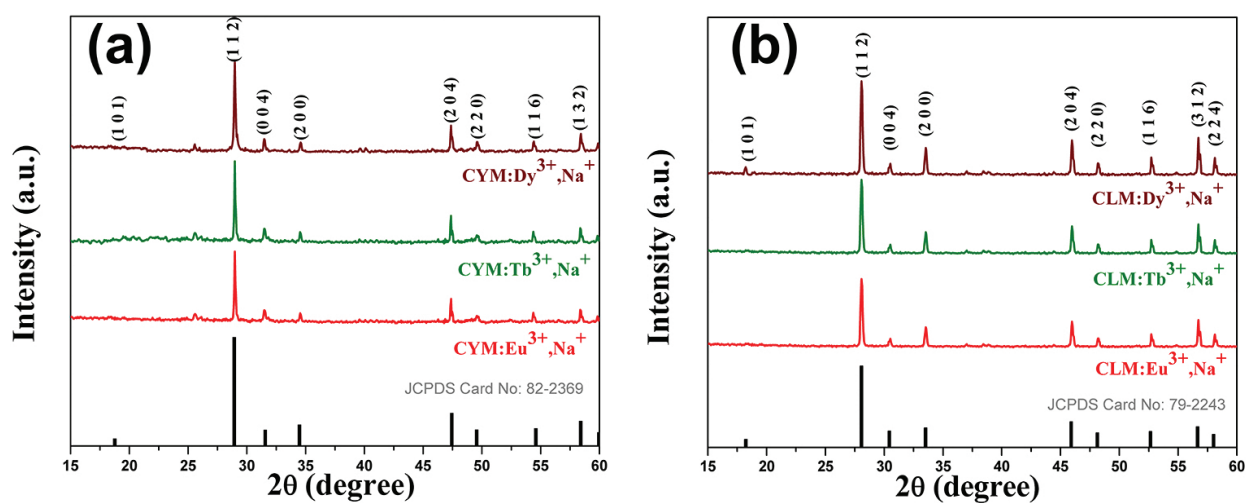 (a)
(1 0 1)
(1 1 2)
(0 0 4)
(2 0 0)
(2 0 4)
(2 2 0)
(1 1 6)
(1 3 2)
CYM:Dy3+,Na+
CYM:Tb3+,Na+
CYM:Eu3+,Na+
JCPDS Card No: 82-2369
Intensity (a.u.)
15 20 25 30 35 40 45 50 55 60
2θ (degree)
(b)
(1 0 1)
(1 1 2)
(0 0 4)
(2 0 0)
(2 0 4)
(2 2 0)
(1 1 6)
(3 1 2)
(2 2 4)
CLM:Dy3+,Na+
CLM:Tb3+,Na+
CLM:Eu3+,Na+
JCPDS Card No: 79-2243
Intensity (a.u.)
15 20 25 30 35 40 45 50 55 60
2θ (degree)